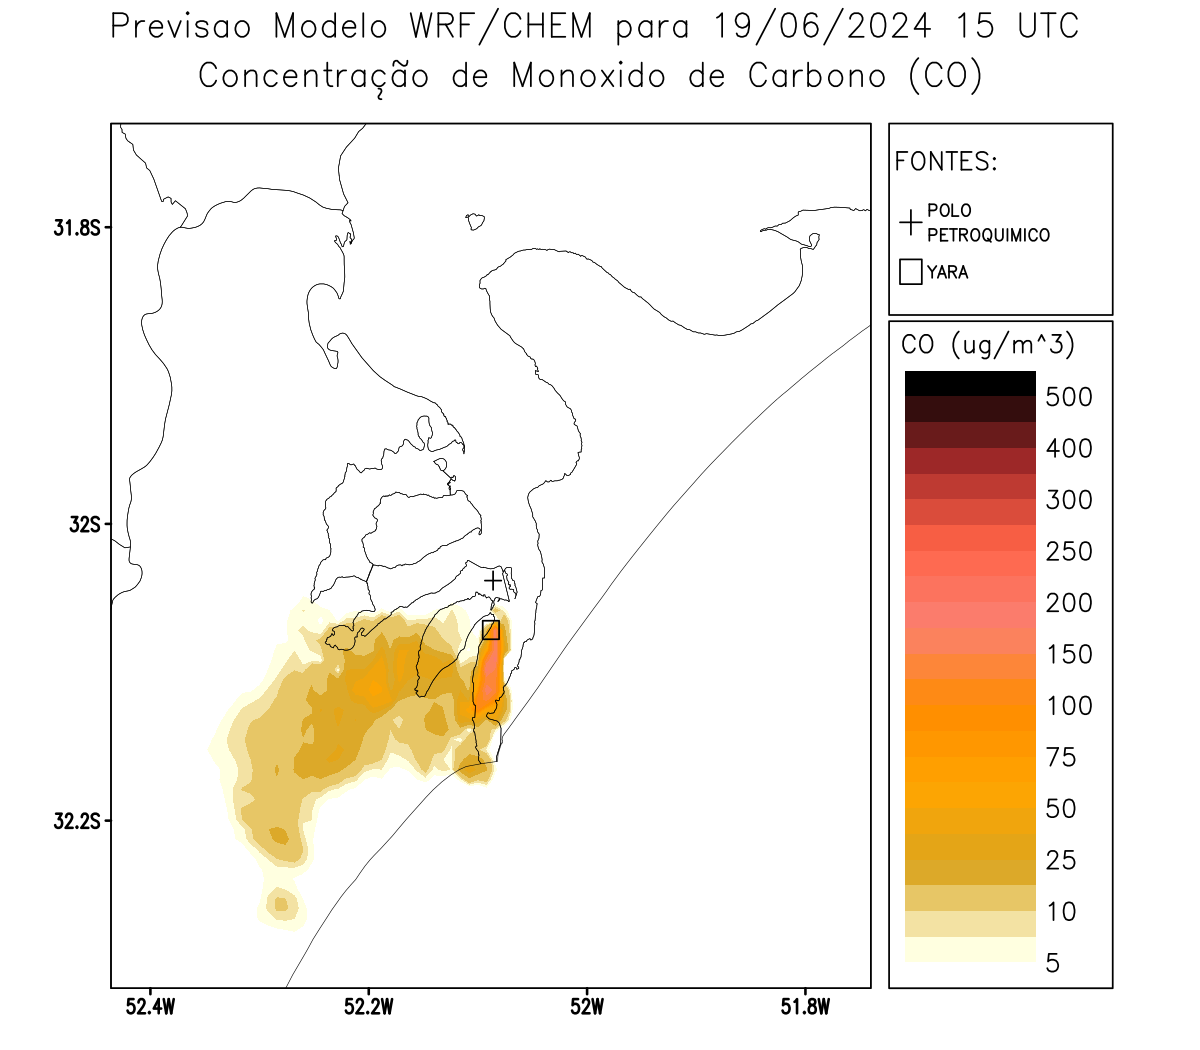 Previsao Modelo WRF/CHEM para 19/06/2024 15 UTC
Concentração de Monoxido de Carbono (CO)
FONTES:
POLO
PETROQUIMICO
YARA
CO (ug/m^3)
500
400
300
250
200
150
100
75
50
25
10
5
31.8S
32S
32.2S
52.4W
52.2W
52W
51.8W